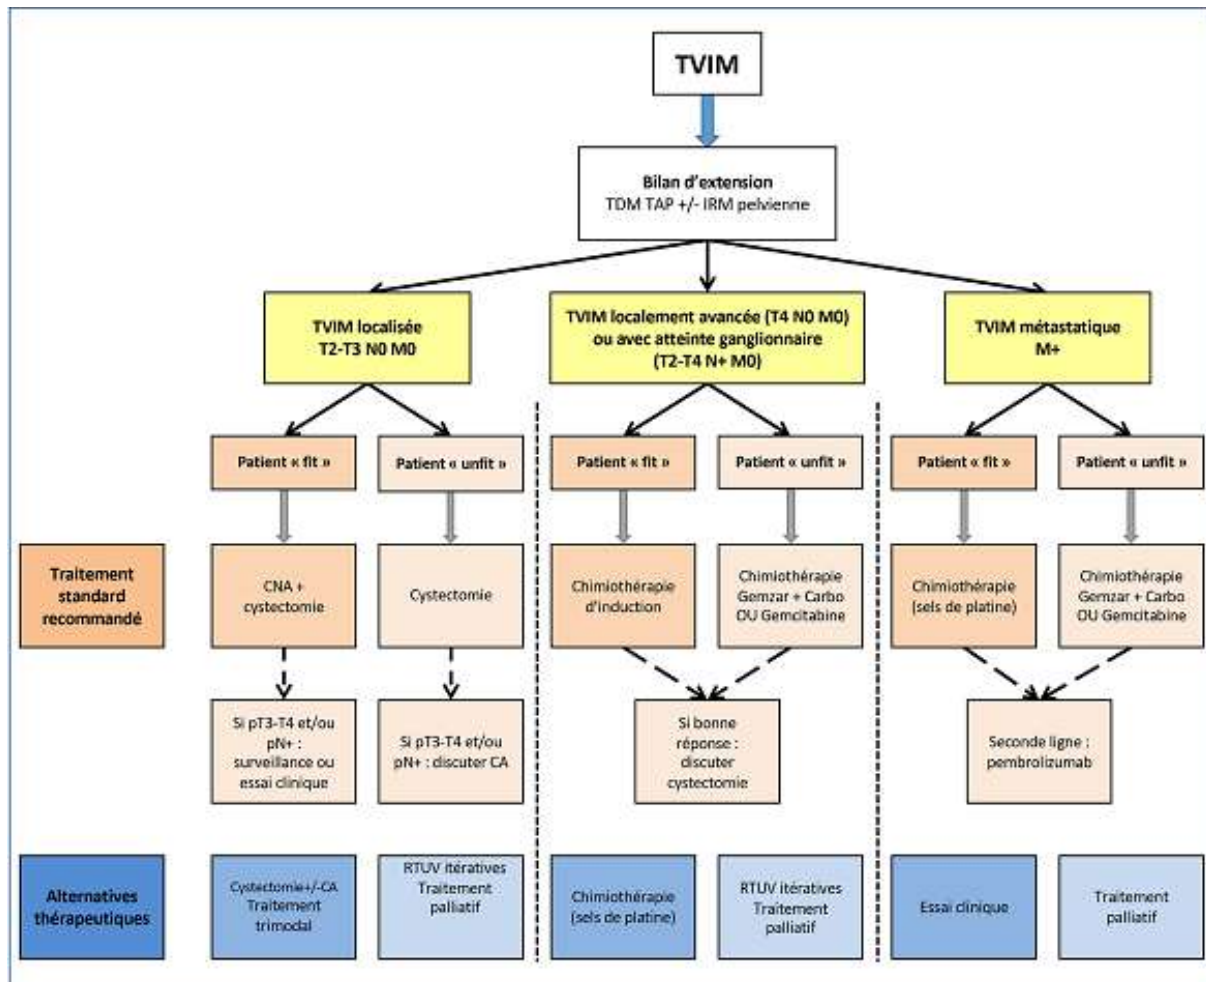 TVIM
Bilan d'extension
TDM TAP +/- IRM pelvienne
TVIM localisée
T2-T3 N0 M0
TVIM localement avancée (T4 N0 M0)
ou avec atteinte ganglionnaire
(T2-T4 N+ M0)
TVIM métastatique
M+
Patient « fit »
Patient « unfit »
Patient « fit »
Patient « unfit »
Patient « fit »
Patient « unfit »
Traitement
standard
recommandé
CNA +
cystectomie
Cystectomie
Chimiothérapie
d'induction
Chimiothérapie
Gemzar + Carbo
OU Gemcitabine
Chimiothérapie
(sels de platine)
Chimiothérapie
Gemzar + Carbo
OU Gemcitabine
Si pT3-T4 et/ou
pN+ :
surveillance ou
essai clinique
Si pT3-T4 et/ou
pN+ : discuter CA
Si bonne
réponse :
discuter
cystectomie
Seconde ligne :
pembrolizumab
Alternatives
thérapeutiques
Cystectomie+/-CA
Traitement
trimodal
RTUV itératives
Traitement
palliatif
Chimiothérapie
(sels de platine)
RTUV itératives
Traitement
palliatif
Essai clinique
Traitement
palliatif